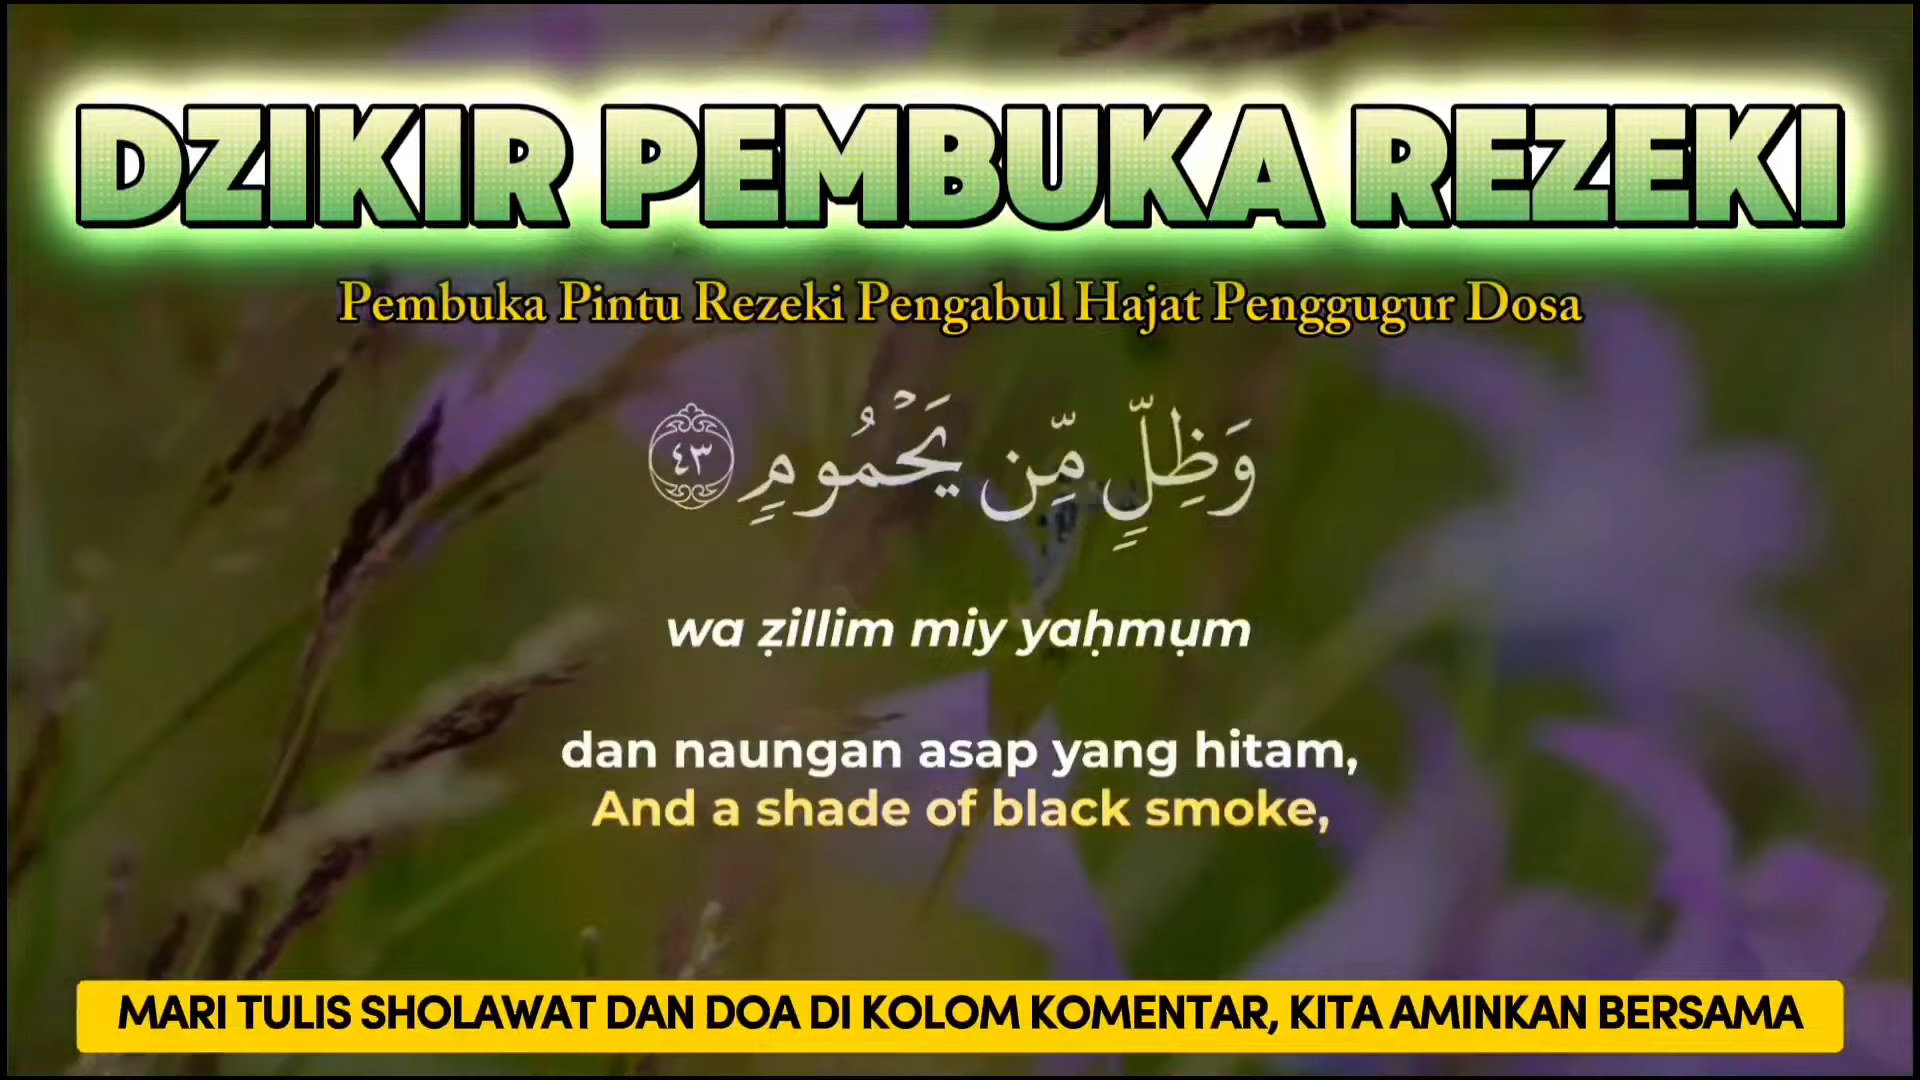 DZIKIR PEMBUKA REZEKI
Pembuka Pintu Rezeki Pengabul Hajat Penggugur Dosa
وَظِلٍّ مِّن يَحْمُومٍ ٤٣
wa ẓillim miy yaḥmụm
dan naungan asap yang hitam,
And a shade of black smoke,
MARI TULIS SHOLAWAT DAN DOA DI KOLOM KOMENTAR, KITA AMINKAN BERSAMA